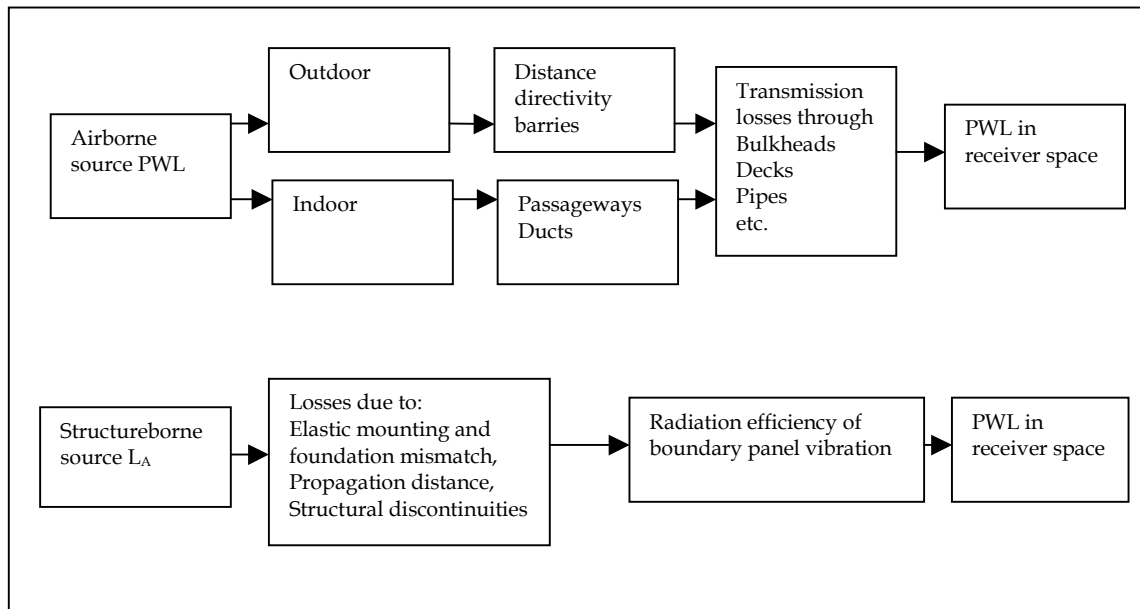 Airborne
source PWL
Outdoor
Distance
directivity
barries
Indoor
Passageways
Ducts
Transmission
losses through
Bulkheads
Decks
Pipes
etc.
PWL in
receiver space
Structureborne
source L_A
Losses due to:
Elastic mounting and
foundation mismatch,
Propagation distance,
Structural discontinuities
Radiation efficiency of
boundary panel vibration
PWL in
receiver space